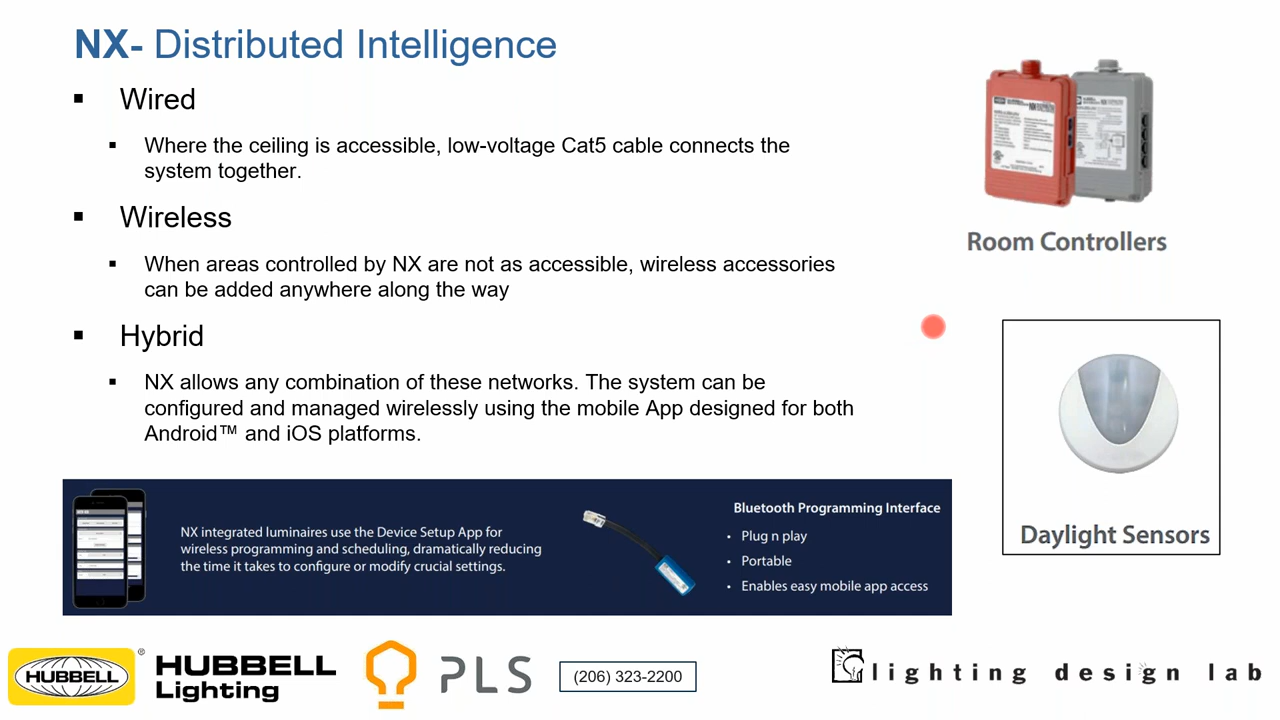 NX- Distributed Intelligence
Wired
Where the ceiling is accessible, low-voltage Cat5 cable connects the
system together.
Wireless
When areas controlled by NX are not as accessible, wireless accessories
can be added anywhere along the way
Hybrid
NX allows any combination of these networks. The system can be
configured and managed wirelessly using the mobile App designed for both
Android™ and iOS platforms.
Room Controllers
Daylight Sensors
NX integrated luminaires use the Device Setup App for
wireless programming and scheduling, dramatically reducing
the time it takes to configure or modify crucial settings.
Bluetooth Programming Interface
• Plug n play
• Portable
• Enables easy mobile app access
HUBBELL ®
HUBBELL
Lighting
PLS
(206) 323-2200
lighting design lab